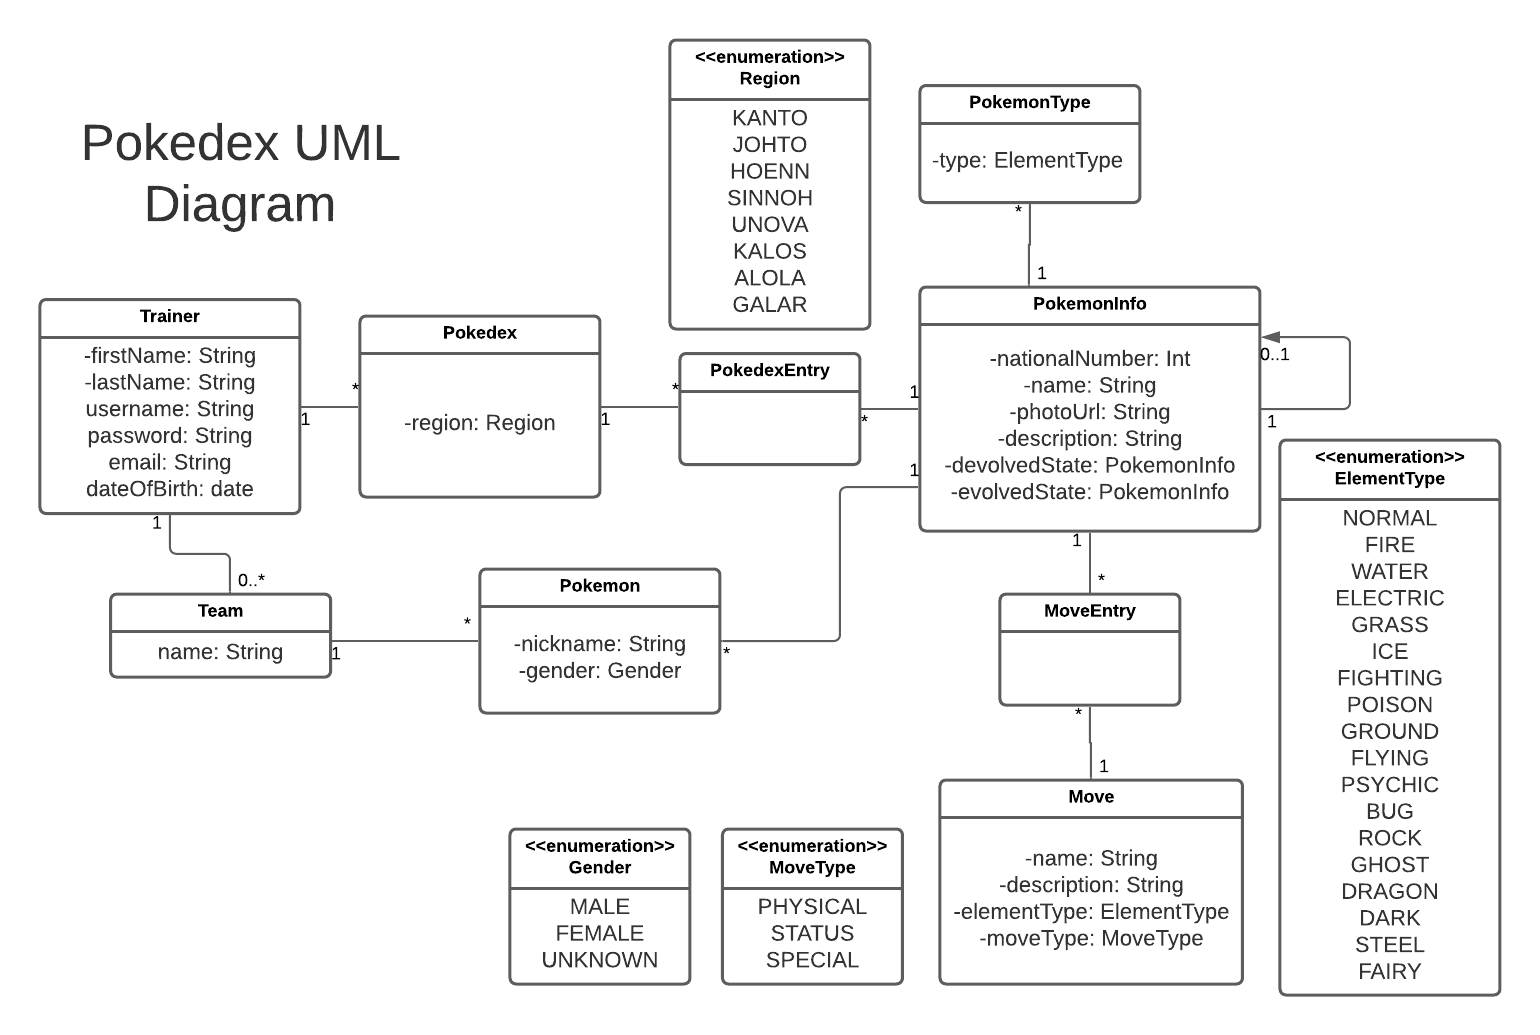 Pokedex UML
Diagram
<<enumeration>>
Region
KANTO
JOHTO
HOENN
SINNOH
UNOVA
KALOS
ALOLA
GALAR
PokemonType
-type: ElementType
*
1
Trainer
-firstName: String
-lastName: String
username: String
password: String
email: String
dateOfBirth: date
1
*
Pokedex
-region: Region
1
*
PokedexEntry
*
1
PokemonInfo
-nationalNumber: Int
-name: String
-photoUrl: String
-description: String
-devolvedState: PokemonInfo
-evolvedState: PokemonInfo
0..1
1
1
1
*
1
0..*
Team
name: String
1
*
Pokemon
-nickname: String
-gender: Gender
*
MoveEntry
*
1
Move
-name: String
-description: String
-elementType: ElementType
-moveType: MoveType
<<enumeration>>
Gender
MALE
FEMALE
UNKNOWN
<<enumeration>>
MoveType
PHYSICAL
STATUS
SPECIAL
<<enumeration>>
ElementType
NORMAL
FIRE
WATER
ELECTRIC
GRASS
ICE
FIGHTING
POISON
GROUND
FLYING
PSYCHIC
BUG
ROCK
GHOST
DRAGON
DARK
STEEL
FAIRY